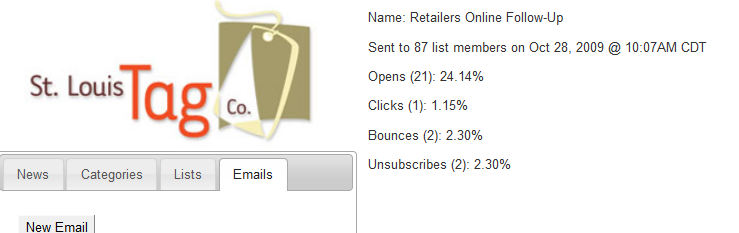 St. Louis Tag Co.
News Categories Lists Emails
New Email
Name: Retailers Online Follow-Up
Sent to 87 list members on Oct 28, 2009 @ 10:07AM CDT
Opens (21): 24.14%
Clicks (1): 1.15%
Bounces (2): 2.30%
Unsubscribes (2): 2.30%